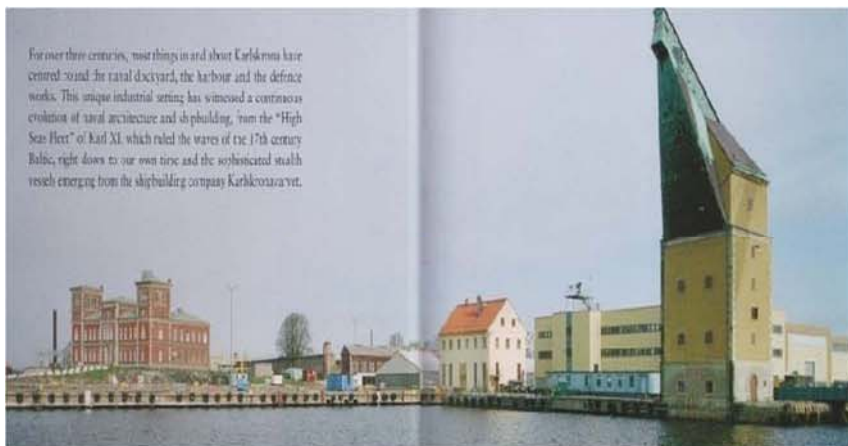 For over three centuries, most things in and about Karlskrona have
centred round the naval dockyard, the harbour and the defence
works. This unique industrial setting has witnessed a continuous
evolution of naval architecture and shipbuilding, from the "High
Seas Fleet" of Karl XI, which ruled the waves of the 17th century
Baltic, right down to our own time and the sophisticated stealth
vessels emerging from the shipbuilding company Karlskronavarvet.